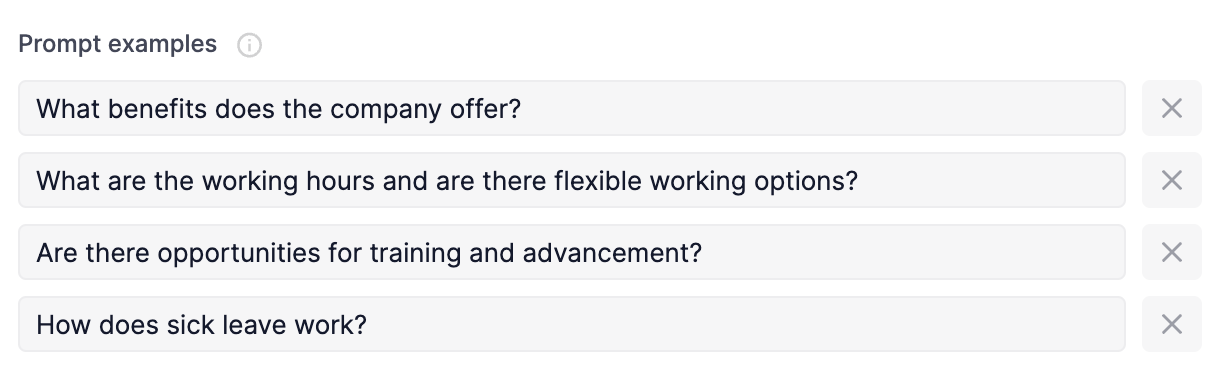 Prompt examples
What benefits does the company offer?
What are the working hours and are there flexible working options?
Are there opportunities for training and advancement?
How does sick leave work?